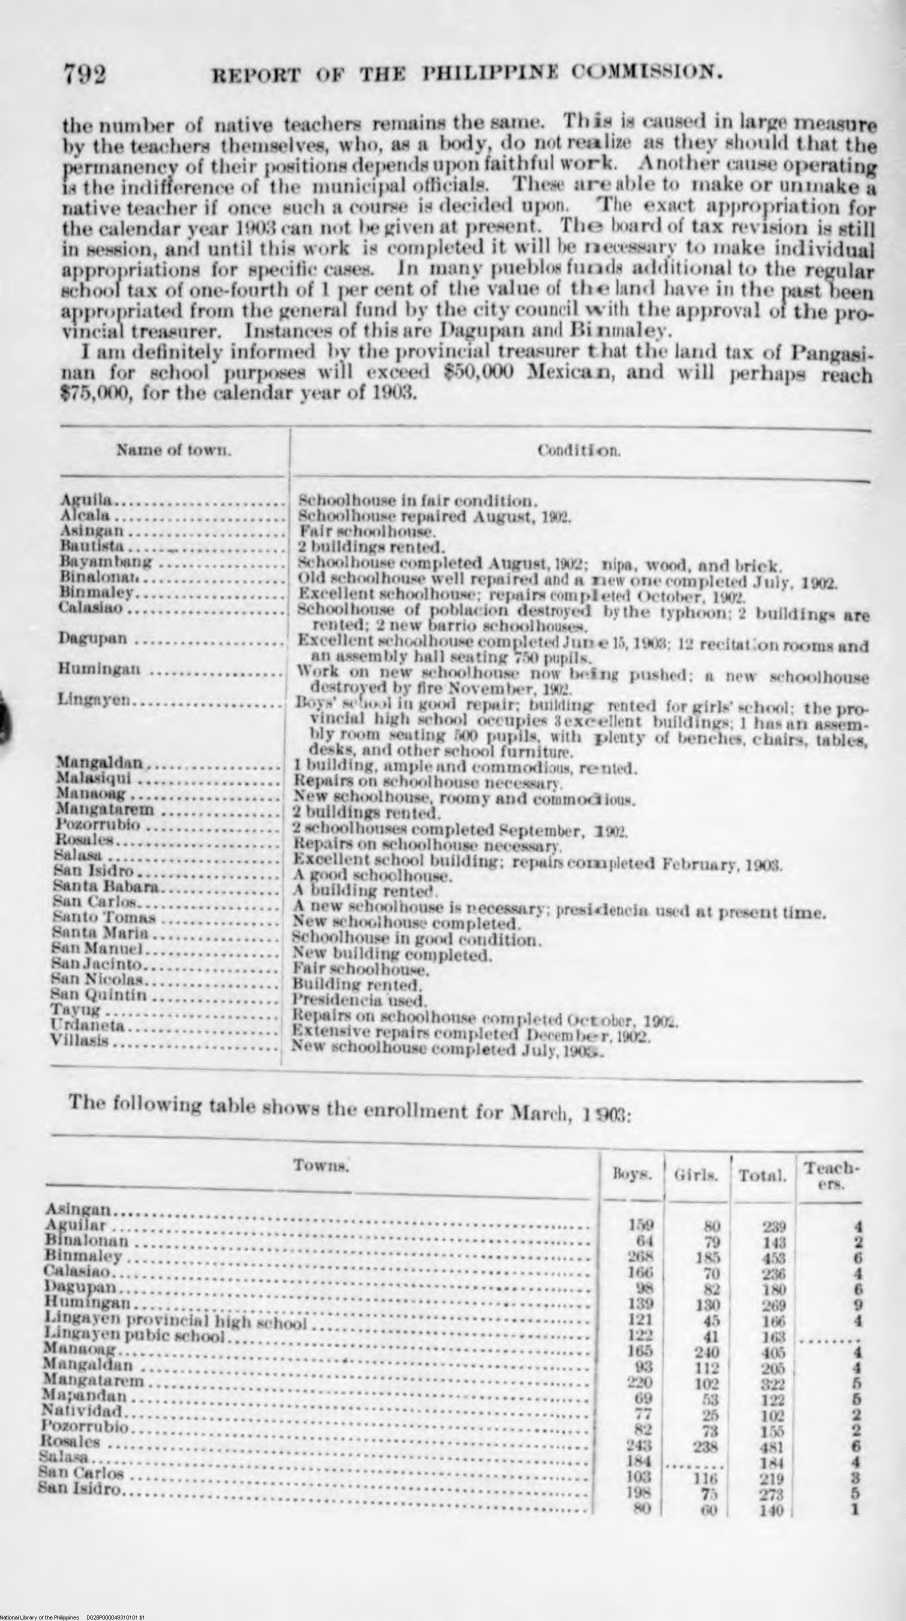 792 REPORT OF THE PHILIPPINE COMMISSION.
the number of native teachers remains the same. This is caused in large measure
by the teachers themselves, who, as a body, do not realize as they should that the
permanency of their positions depends upon faithful work. Another cause operating
is the indifference of the municipal officials. These are able to make or unmake a
native teacher if once such a course is decided upon. The exact appropriation for
the calendar year 1903 can not be given at present. The board of tax revision is still
in session, and until this work is completed it will be necessary to make individual
appropriations for specific cases. In many pueblos funds additional to the regular
school tax of one-fourth of 1 per cent of the value of the land have in the past been
appropriated from the general fund by the city council with the approval of the pro-
vincial treasurer. Instances of this are Dagupan and Binmaley.
I am definitely informed by the provincial treasurer that the land tax of Pangasi-
nan for school purposes will exceed $50,000 Mexican, and will perhaps reach
$75,000, for the calendar year of 1903.
Name of town. Condition.
Aguila Schoolhouse in fair condition.
Alcala Schoolhouse repaired August, 1902.
Asingan Fair schoolhouse.
Bautista 2 buildings rented.
Bayambang Schoolhouse completed August, 1902; nipa, wood, and brick.
Binalonan Old schoolhouse well repaired and a new one completed July, 1902.
Binmaley Excellent schoolhouse; repairs completed October, 1902.
Calasiao Schoolhouse of poblacion destroyed by the typhoon; 2 buildings are
rented; 2 new barrio schoolhouses.
Dagupan Excellent schoolhouse completed June 15, 1903; 12 recitation rooms and
an assembly hall seating 750 pupils.
Humingan Work on new schoolhouse now being pushed; a new schoolhouse
destroyed by fire November, 1902.
Lingayen Boys' school in good repair; building rented for girls' school; the pro-
vincial high school occupies 3 excellent buildings; 1 has an assem-
bly room seating 500 pupils, with plenty of benches, chairs, tables,
desks, and other school furniture.
Mangaldan 1 building, ample and commodious, rented.
Malasiqui Repairs on schoolhouse necessary.
Manaoag New schoolhouse, roomy and commodious.
Mangatarem 2 buildings rented.
Pozorrubio 2 schoolhouses completed September, 1902.
Rosales Repairs on schoolhouse necessary.
Salasa Excellent school building; repairs completed February, 1903.
San Isidro A good schoolhouse.
Santa Babara A building rented.
San Carlos A new schoolhouse is necessary; presidencia used at present time.
Santo Tomas New schoolhouse completed.
Santa Maria Schoolhouse in good condition.
San Manuel New building completed.
San Jacinto Fair schoolhouse.
San Nicolas Building rented.
San Quintin Presidencia used.
Tayug Repairs on schoolhouse completed October, 1902.
Urdaneta Extensive repairs completed December, 1902.
Villasis New schoolhouse completed July,
The following table shows the enrollment for March, 1903:
Towns. Boys. Girls. Total. Teach-
ers.
Asingan 159 80 239 4
Aguilar 64 79 143 2
Binalonan 268 185 453 6
Binmaley 166 70 236 4
Calasiao 98 82 180 6
Dagupan 139 130 269 9
Humingan 121 45 166 4
Lingayen provincial high school 122 41 163
Lingayen pubic school 165 240 405 4
Manaoag 93 112 205 4
Mangaldan 220 102 322 5
Mangatarem 69 53 122 5
Mapandan 77 25 102 2
Natividad 82 73 155 2
Pozorrubio 243 238 481 6
Rosales 184 184 4
Salasa 103 116 219 3
San Carlos 198 75 273 5
San Isidro 80 60 140 1
National Library of the Philippines